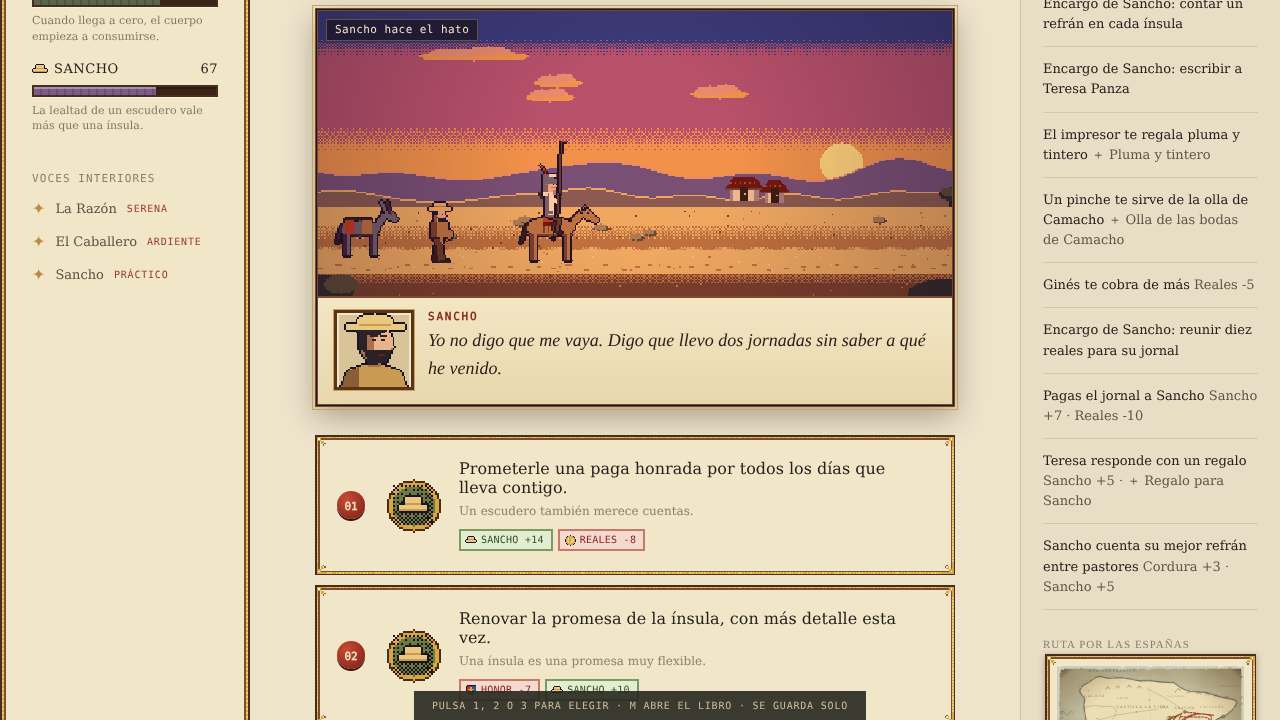 Cuando llega a cero, el cuerpo
empieza a consumirse.
SANCHO 67
La lealtad de un escudero vale
más que una ínsula.
VOCES INTERIORES
La Razón SERENA
El Caballero ARDIENTE
Sancho PRÁCTICO
Sancho hace el hato
SANCHO
Yo no digo que me vaya. Digo que llevo dos jornadas sin saber a qué
he venido.
01
Prometerle una paga honrada por todos los días que
lleva contigo.
Un escudero también merece cuentas.
SANCHO +14 REALES -8
02
Renovar la promesa de la ínsula, con más detalle esta
vez.
Una ínsula es una promesa muy flexible.
HONOR -7 SANCHO +10
PULSA 1, 2 O 3 PARA ELEGIR · M ABRE EL LIBRO · SE GUARDA SOLO
Encargo de Sancho: contar un
refrán en cada ínsula
Encargo de Sancho: escribir a
Teresa Panza
El impresor te regala pluma y
tintero + Pluma y tintero
Un pinche te sirve de la olla de
Camacho + Olla de las bodas
de Camacho
Ginés te cobra de más Reales -5
Encargo de Sancho: reunir diez
reales para su jornal
Pagas el jornal a Sancho Sancho
+7 · Reales -10
Teresa responde con un regalo
Sancho +5 · + Regalo para
Sancho
Sancho cuenta su mejor refrán
entre pastores Cordura +3 ·
Sancho +5
RUTA POR LAS ESPAÑAS